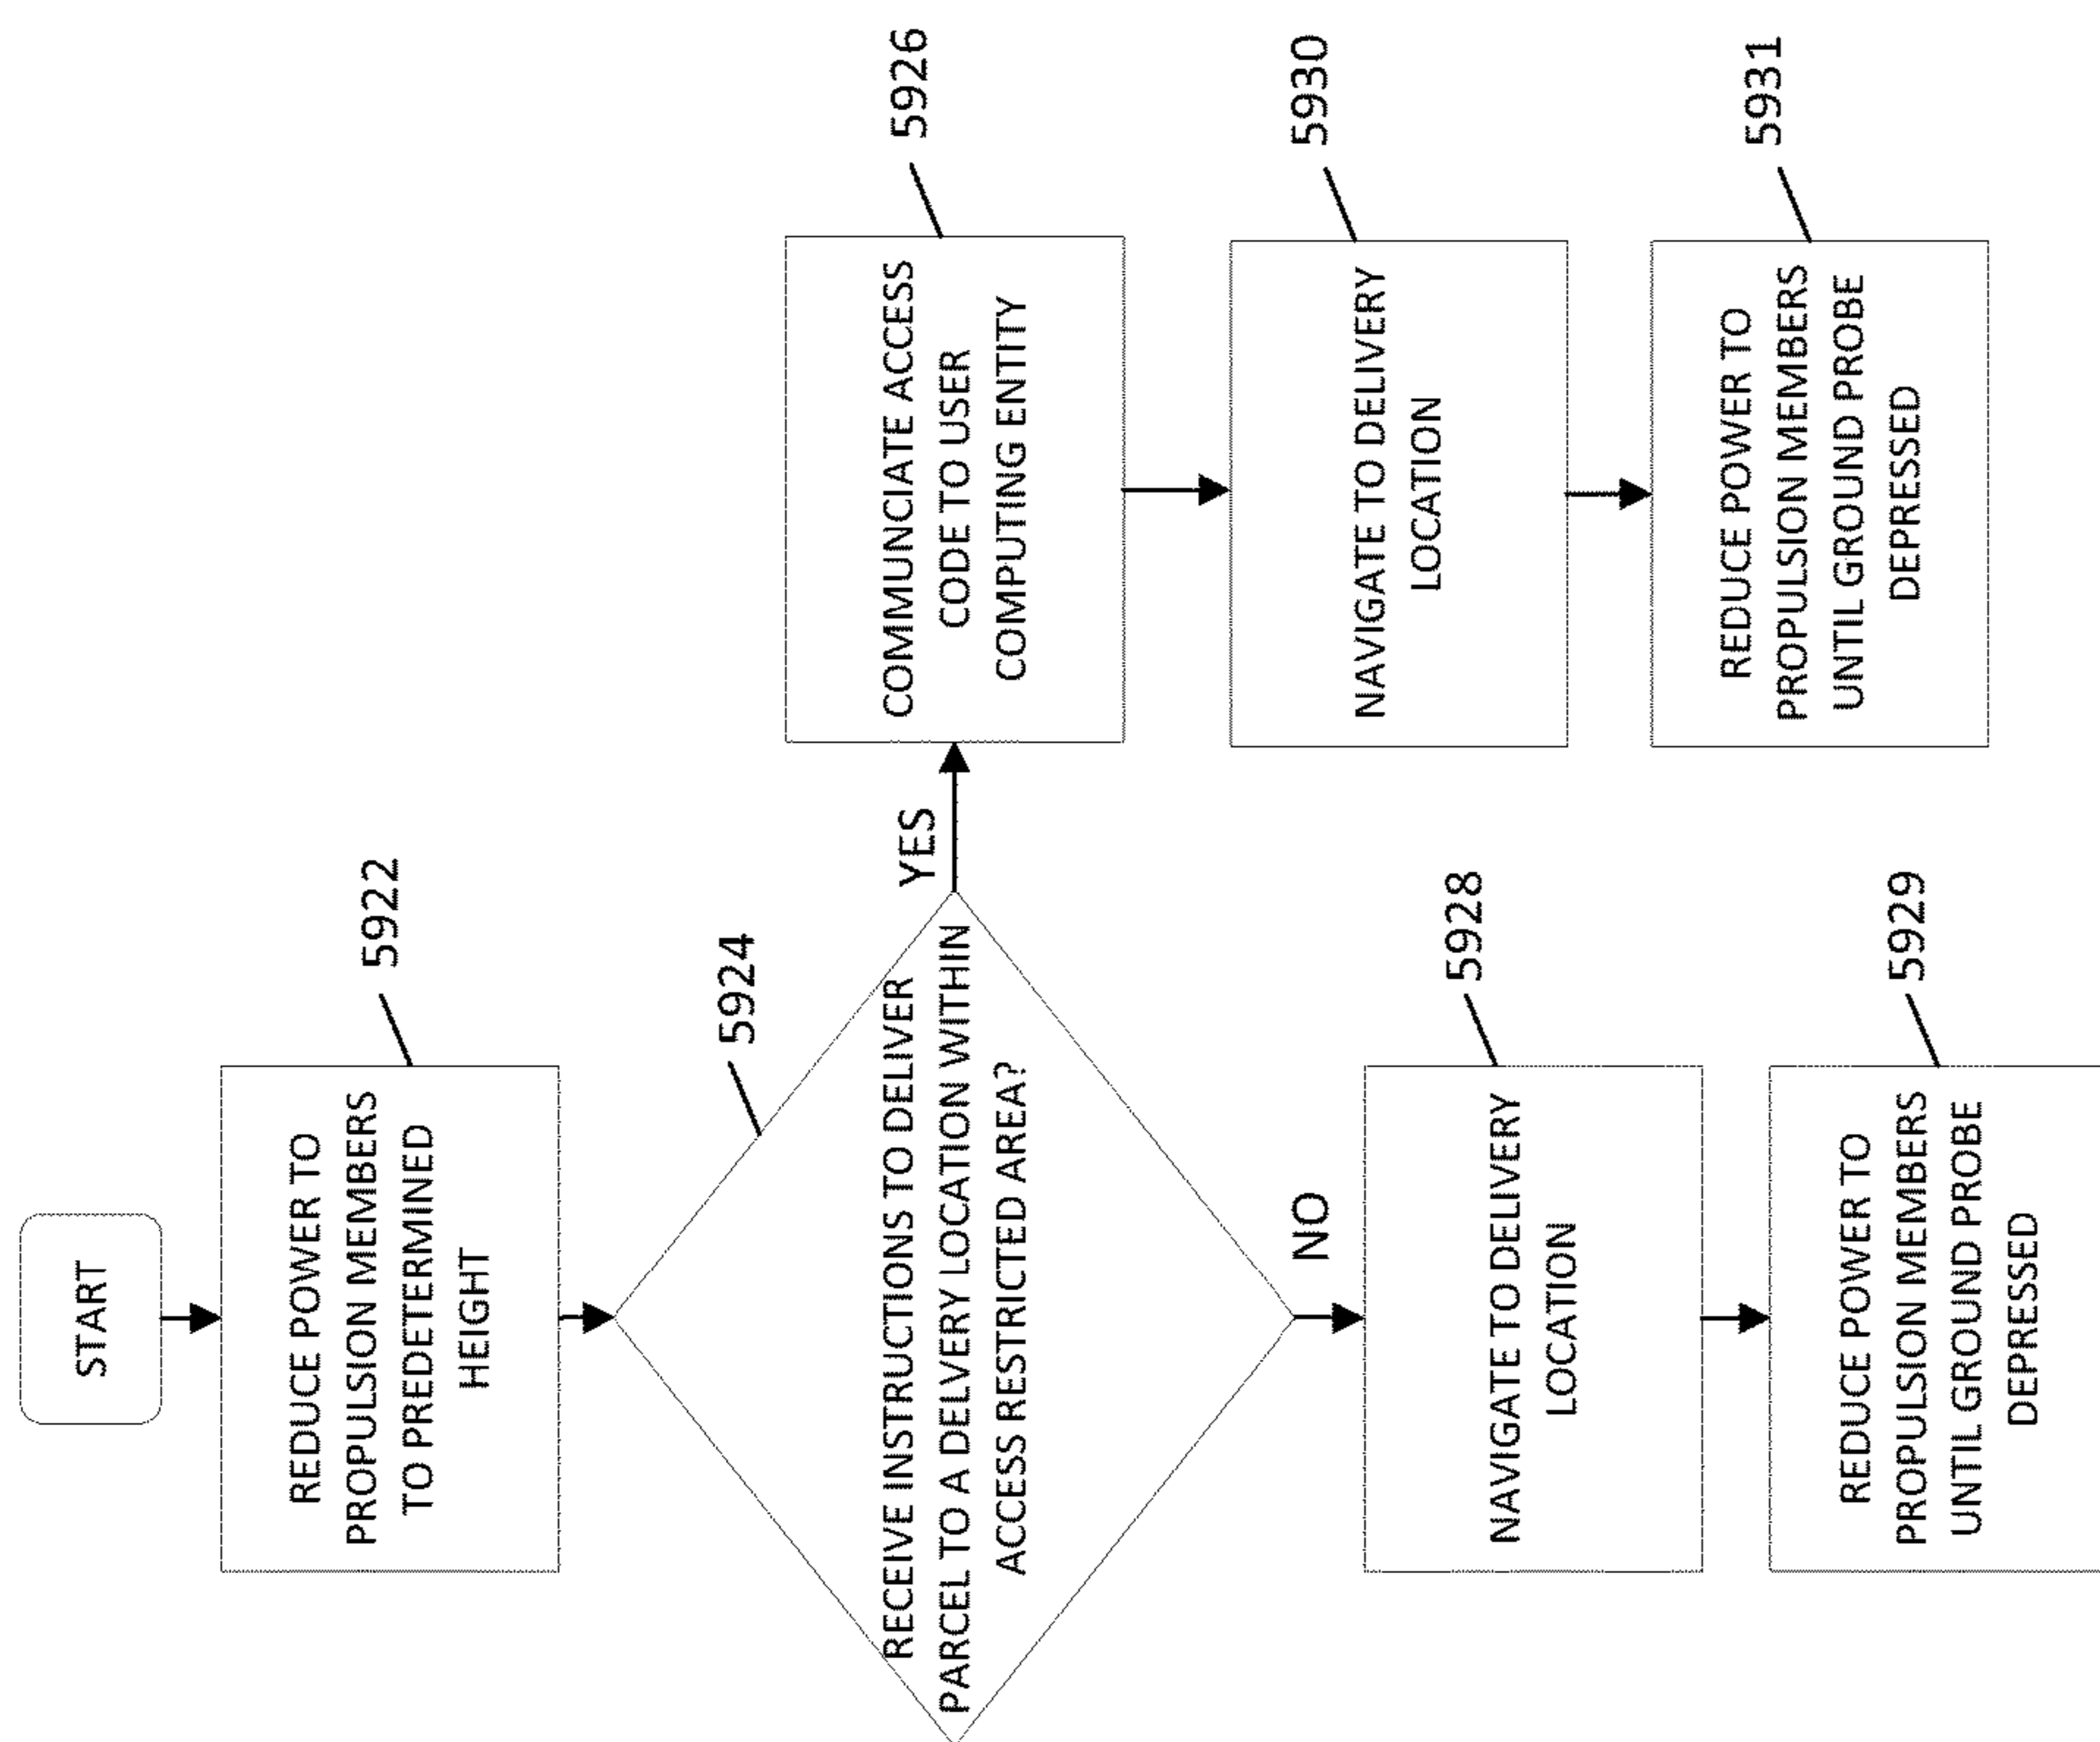 START
REDUCE POWER TO
PROPULSION MEMBERS
TO PREDETERMINED
HEIGHT
5922
RECEIVE INSTRUCTIONS TO DELIVER
PARCEL TO A DELVERY LOCATION WITHIN
ACCESS RESTRICTED AREA?
5924
YES
COMMUNCIATE ACCESS
CODE TO USER
COMPUTING ENTITY
5926
NAVIGATE TO DELIVERY
LOCATION
5930
REDUCE POWER TO
PROPULSION MEMBERS
UNTIL GROUND PROBE
DEPRESSED
5931
NO
NAVIGATE TO DELIVERY
LOCATION
5928
REDUCE POWER TO
PROPULSION MEMBERS
UNTIL GROUND PROBE
DEPRESSED
5929